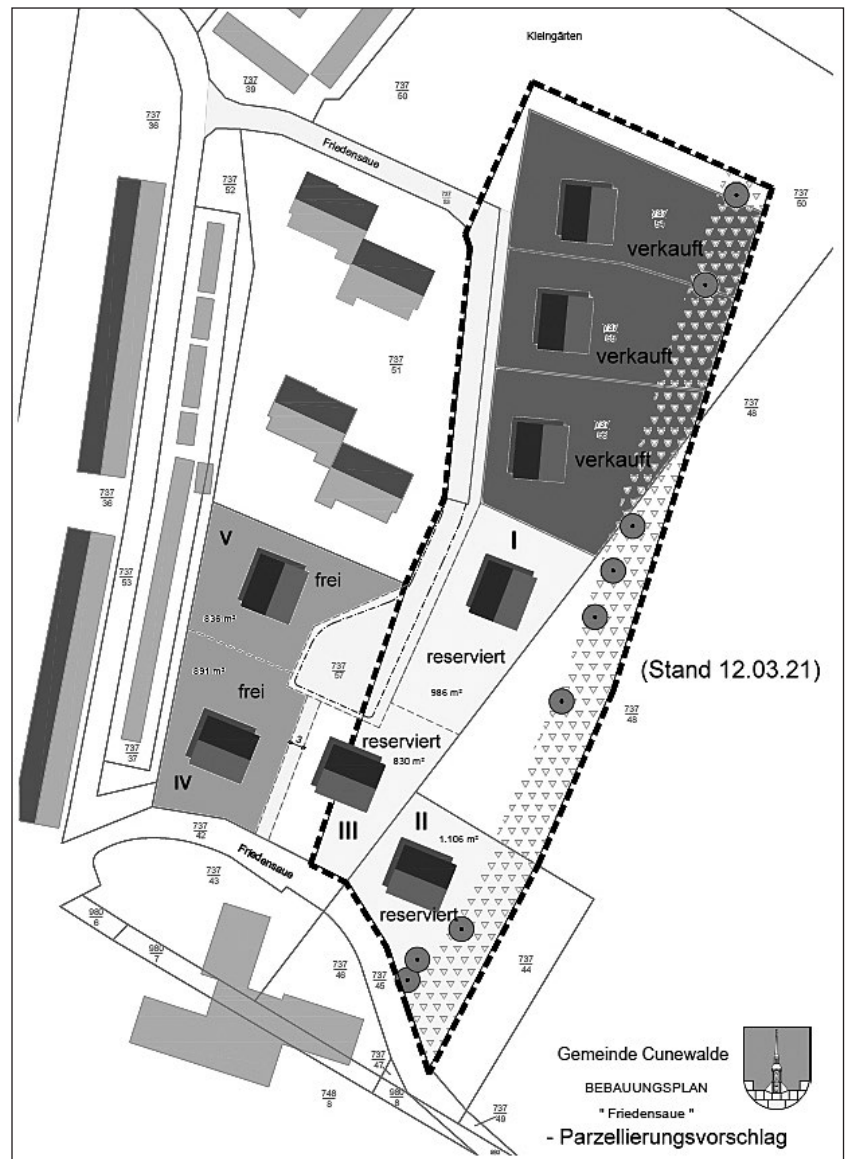 Kleingärten
737
39
737
50
737
36
Friedensaue
737
52
737
50
verkauft
737
51
verkauft
737
48
verkauft
737
36
I
V
frei
737
53
836 m²
reserviert
(Stand 12.03.21)
891 m²
737
57
986 m²
frei
737
48
3
reserviert
830 m²
737
37
IV
II
1.106 m²
III
737
42
Friedensaue
737
43
reserviert
980
6
980
7
737
46
737
45
737
44
Gemeinde Cunewalde
737
47
BEBAUUNGSPLAN
748
8
980
8
" Friedensaue "
737
49
- Parzellierungsvorschlag